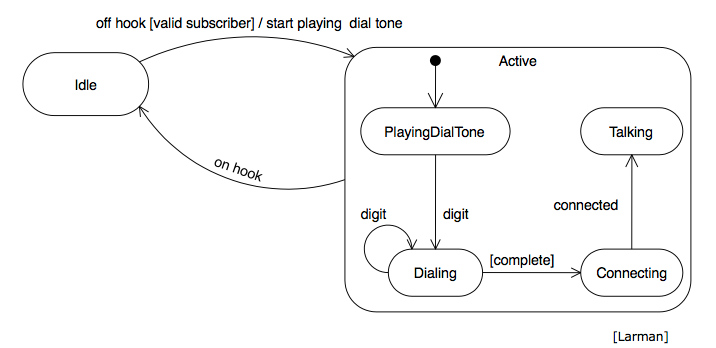 off hook [valid subscriber] / start playing dial tone
Active
Idle
PlayingDialTone
Talking
on hook
digit
digit
connected
[complete]
Dialing
Connecting
[Larman]